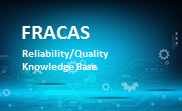 FRACAS
Reliability/Quality
Knowledge Base